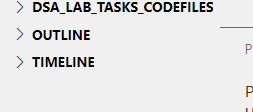 DSA_LAB_TASKS_CODEFILES
OUTLINE
TIMELINE